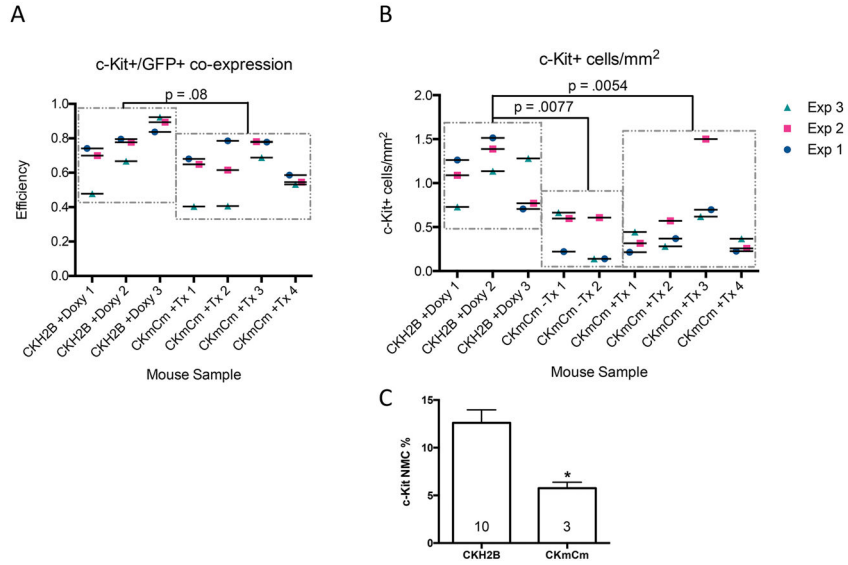 A
c-Kit+/GFP+ co-expression
p = .08
1.0
0.8
0.6
0.4
0.2
0.0
Efficiency
CKH2B +Doxy 1
CKH2B +Doxy 2
CKH2B +Doxy 3
CKmCm +Tx 1
CKmCm +Tx 2
CKmCm +Tx 3
CKmCm +Tx 4
Mouse Sample
B
c-Kit+ cells/mm²
p = .0054
p = .0077
2.0
1.5
1.0
0.5
0.0
c-Kit+ cells/mm²
CKH2B +Doxy 1
CKH2B +Doxy 2
CKH2B +Doxy 3
CKmCm -Tx 1
CKmCm -Tx 2
CKmCm +Tx 1
CKmCm +Tx 2
CKmCm +Tx 3
CKmCm +Tx 4
Mouse Sample
Exp 3
Exp 2
Exp 1
C
15
10
5
0
c-Kit NMC %
*
10
3
CKH2B
CKmCm